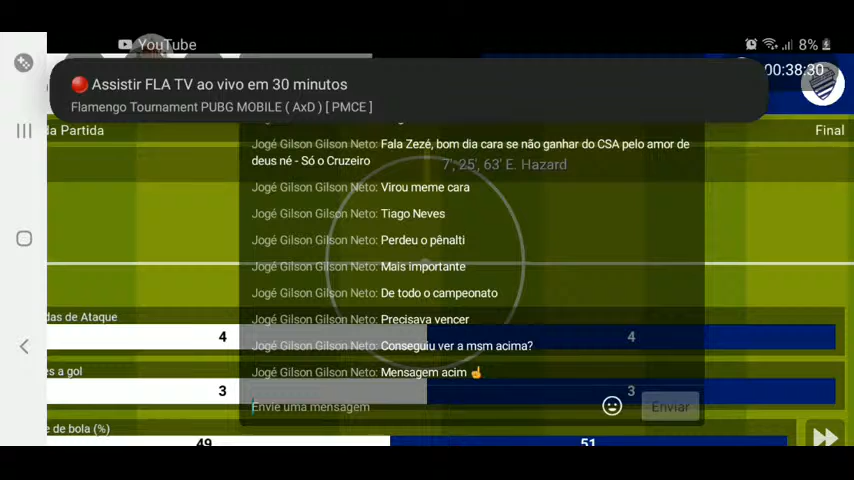 YouTube
8%
🔴 Assistir FLA TV ao vivo em 30 minutos
00:38:30
Flamengo Tournament PUBG MOBILE ( AxD ) [ PMCE ]
da Partida
Final
Jogé Gilson Gilson Neto: Fala Zezé, bom dia cara se não ganhar do CSA pelo amor de
deus né - Só o Cruzeiro
7', 25', 63' E. Hazard
Jogé Gilson Gilson Neto: Virou meme cara
Jogé Gilson Gilson Neto: Tiago Neves
Jogé Gilson Gilson Neto: Perdeu o pênalti
Jogé Gilson Gilson Neto: Mais importante
Jogé Gilson Gilson Neto: De todo o campeonato
Jogé Gilson Gilson Neto: Precisava vencer
das de Ataque
4
4
Jogé Gilson Gilson Neto: Conseguiu ver a msm acima?
Jogé Gilson Gilson Neto: Mensagem acim ☝
s a gol
3
3
Envie uma mensagem
Enviar
e de bola (%)
49
51